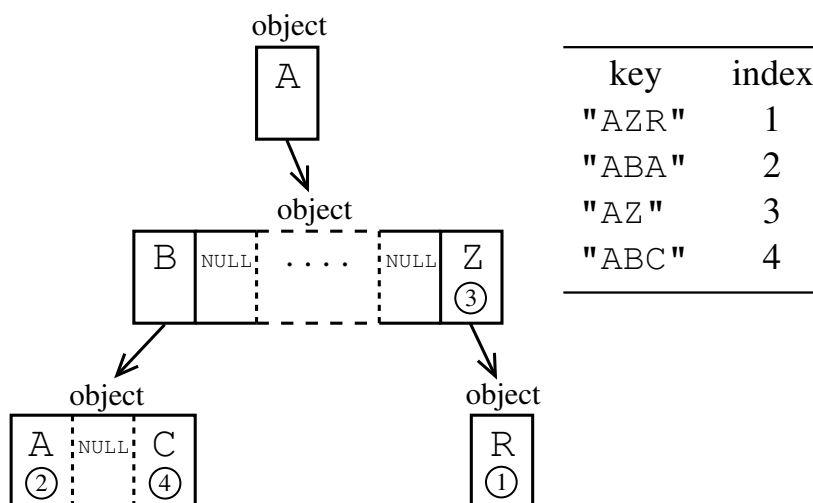 object
A
object
B NULL .... NULL Z
3
object
A NULL C
2 4
object
R
1
key index
"AZR" 1
"ABA" 2
"AZ" 3
"ABC" 4